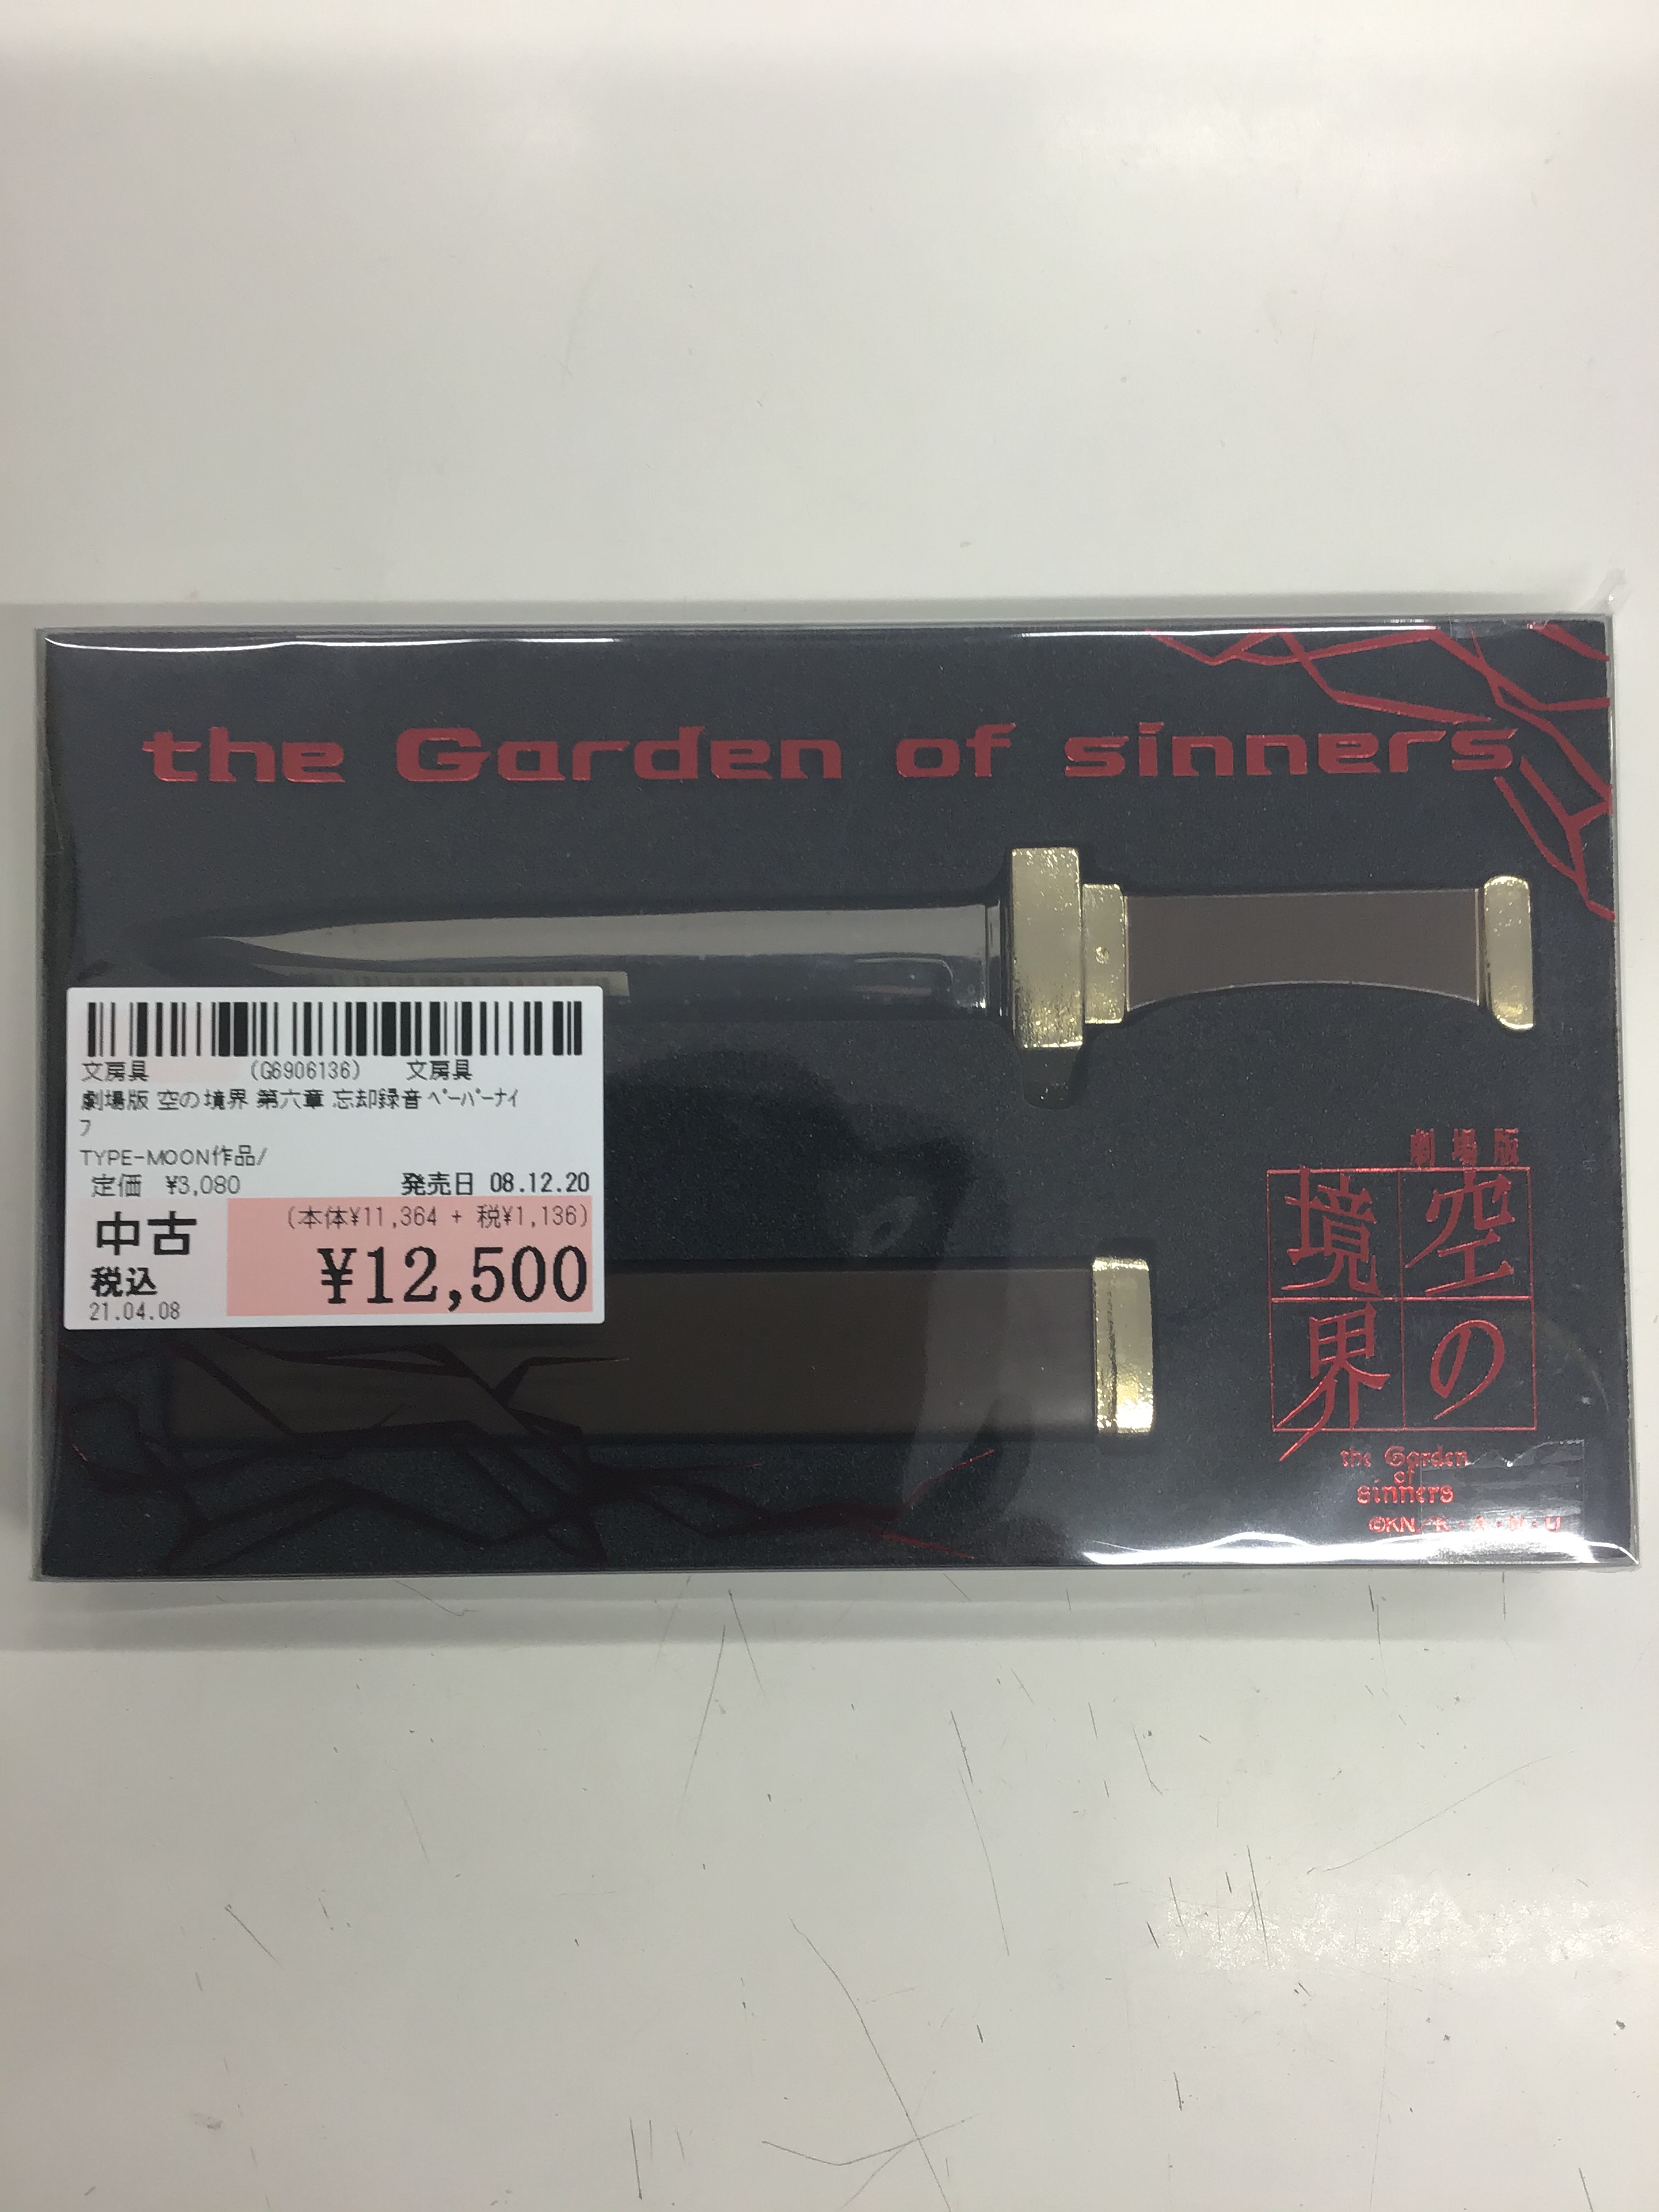 the Garden of sinners
文房具 (G6906136) 文房具
劇場版 空の境界 第六章 忘却録音 ﾍﾟｰﾊﾟｰﾅｲ
ﾌ
TYPE-MOON作品/
定価 ¥3,080 発売日 08.12.20
(本体¥11,364 + 税¥1,136)
中古
税込
¥12,500
21.04.08
劇場版
空の
境界
the Garden
of
sinners
©KN/K・A・N・U